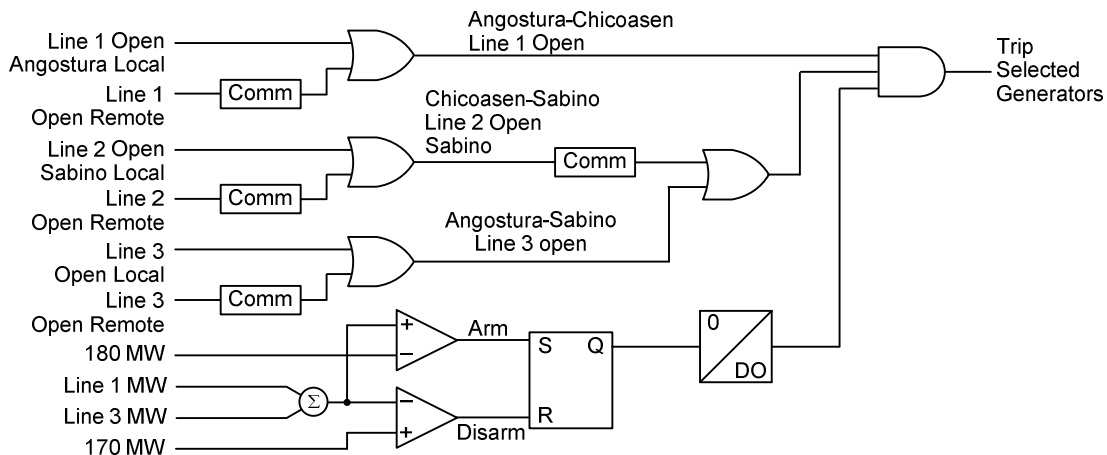 Line 1 Open
Angostura Local
Line 1
Open Remote
Comm
Angostura-Chicoasen
Line 1 Open
Trip
Selected
Generators
Line 2 Open
Sabino Local
Line 2
Open Remote
Comm
Chicoasen-Sabino
Line 2 Open
Sabino
Comm
Line 3
Open Local
Line 3
Open Remote
Comm
Angostura-Sabino
Line 3 open
180 MW
Line 1 MW
Line 3 MW
170 MW
Σ
+
–
–
+
Arm
Disarm
S
Q
R
0
DO